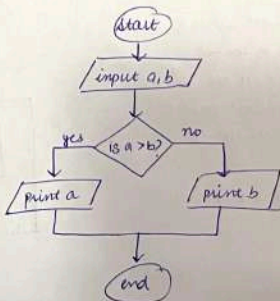 start
input a, b
is a > b?
yes
no
print a
print b
end